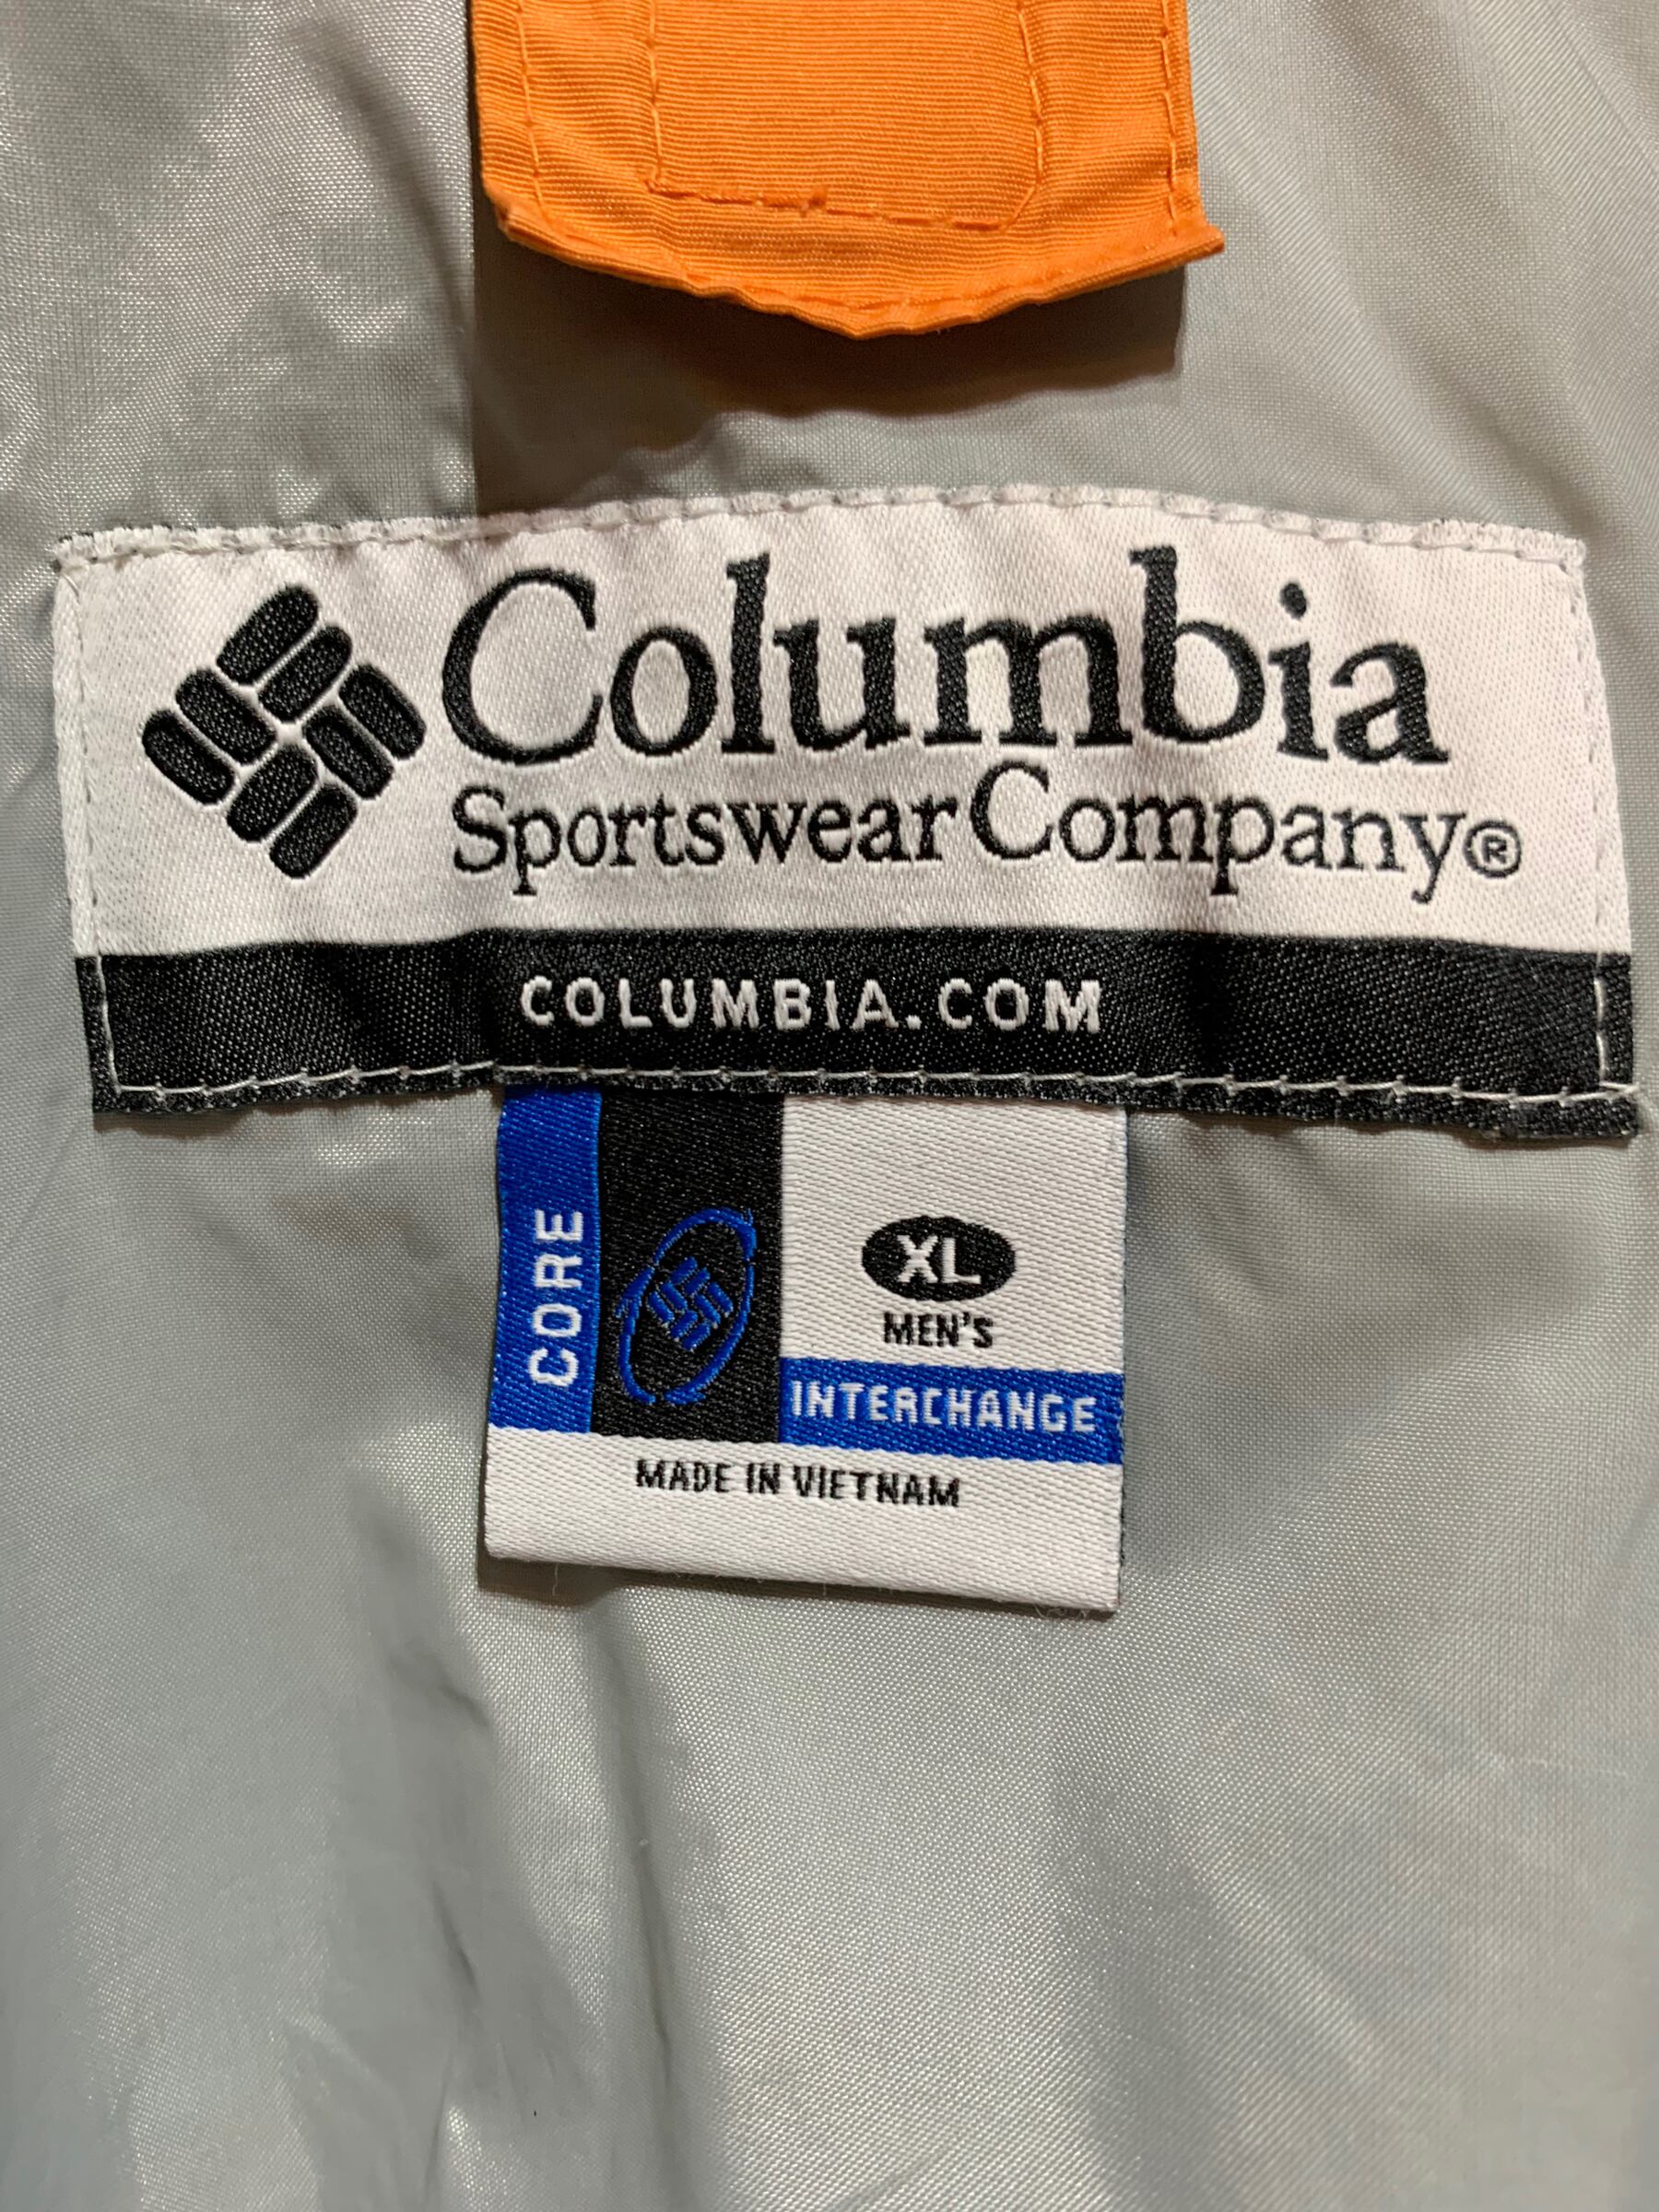 Columbia
Sportswear Company®
COLUMBIA.COM
CORE
XL
MEN'S
INTERCHANGE
MADE IN VIETNAM